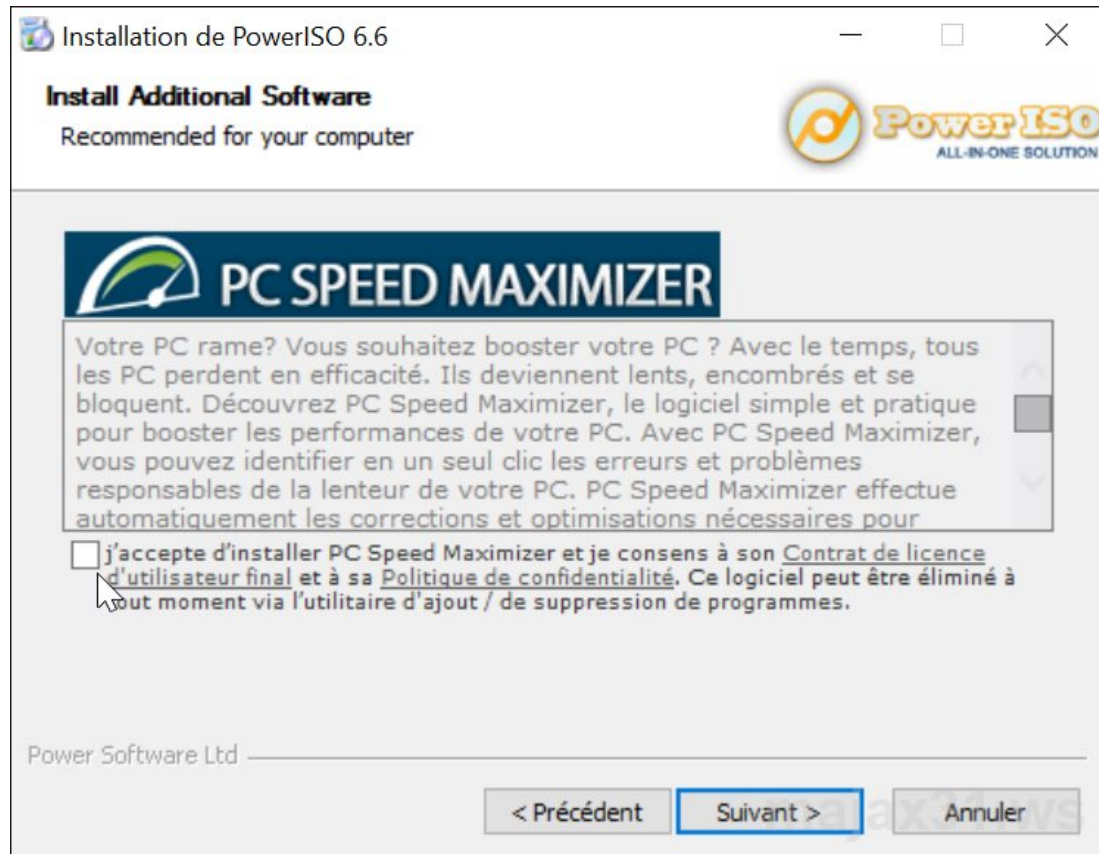 Installation de PowerISO 6.6
Install Additional Software
Recommended for your computer
Power ISO
ALL-IN-ONE SOLUTION
PC SPEED MAXIMIZER
Votre PC rame? Vous souhaitez booster votre PC ? Avec le temps, tous
les PC perdent en efficacité. Ils deviennent lents, encombrés et se
bloquent. Découvrez PC Speed Maximizer, le logiciel simple et pratique
pour booster les performances de votre PC. Avec PC Speed Maximizer,
vous pouvez identifier en un seul clic les erreurs et problèmes
responsables de la lenteur de votre PC. PC Speed Maximizer effectue
automatiquement les corrections et optimisations nécessaires pour
j'accepte d'installer PC Speed Maximizer et je consens à son Contrat de licence
d'utilisateur final et à sa Politique de confidentialité. Ce logiciel peut être éliminé à
tout moment via l'utilitaire d'ajout / de suppression de programmes.
Power Software Ltd
< Précédent
Suivant >
Annuler
majax31.ws